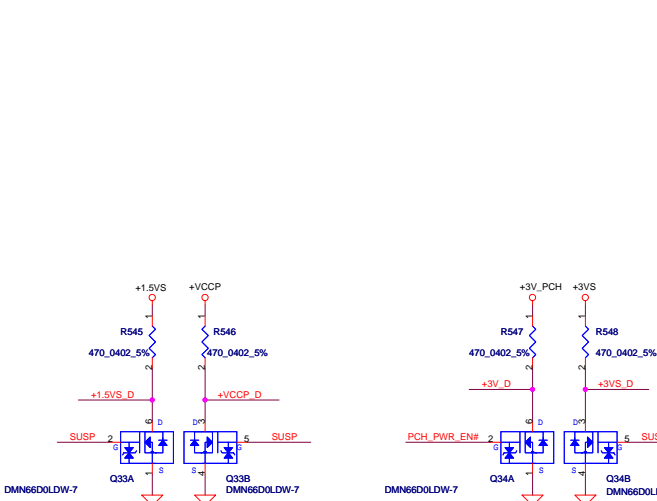 +1.5VS +VCCP +3V_PCH +3VS
1 1 1 1
R545 R546 R547 R548
470_0402_5% 470_0402_5% 470_0402_5% 470_0402_5%
2 2 2 2
+3V_D +3VS_D
+1.5VS_D +VCCP_D
6 D D 3 6 D D 3
SUSP 2 5 SUSP PCH_PWR_EN# 2 5 SUS
G G G G
1 S S 4 1 S S 4
Q33A Q33B Q34A Q34B
DMN66D0LDW-7 DMN66D0LDW-7 DMN66D0LDW-7 DMN66D0L